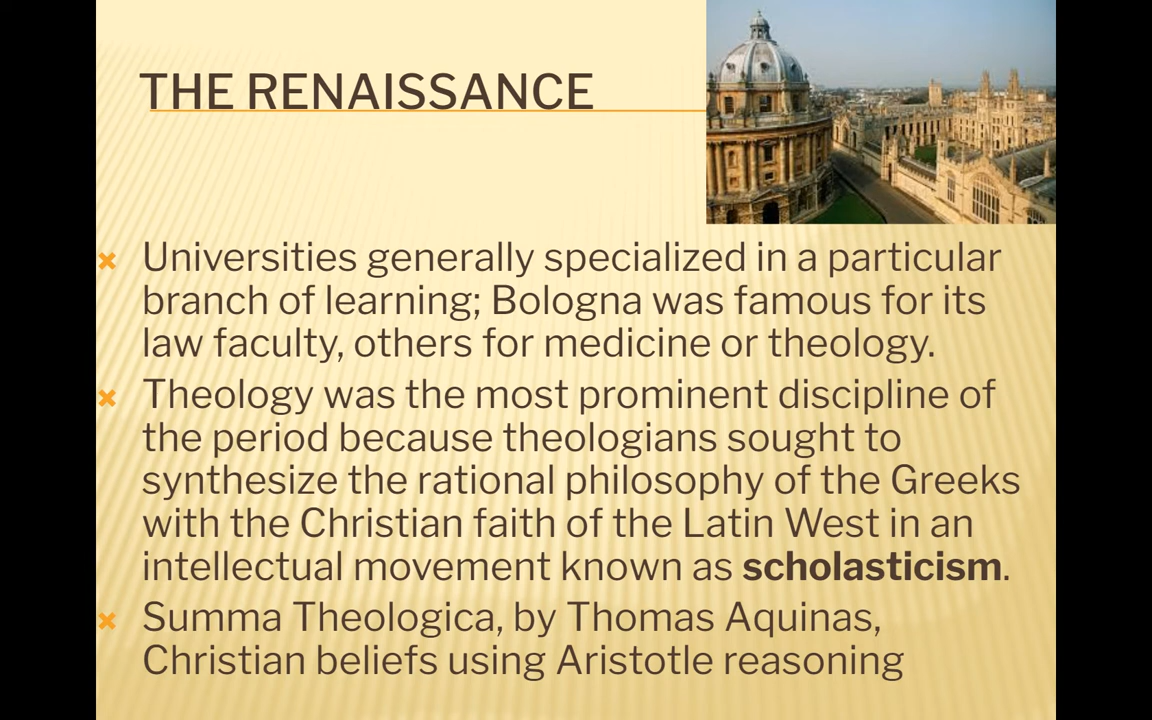 THE RENAISSANCE
Universities generally specialized in a particular
branch of learning; Bologna was famous for its
law faculty, others for medicine or theology.
Theology was the most prominent discipline of
the period because theologians sought to
synthesize the rational philosophy of the Greeks
with the Christian faith of the Latin West in an
intellectual movement known as scholasticism.
Summa Theologica, by Thomas Aquinas,
Christian beliefs using Aristotle reasoning